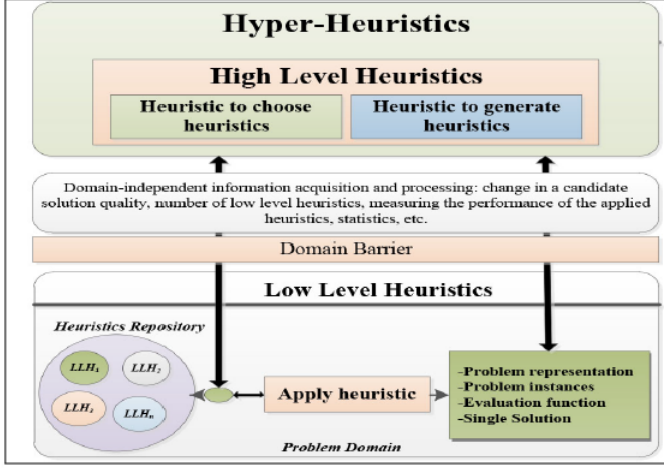 Hyper-Heuristics
High Level Heuristics
Heuristic to choose
heuristics
Heuristic to generate
heuristics
Domain-independent information acquisition and processing: change in a candidate
solution quality, number of low level heuristics, measuring the performance of the applied
heuristics, statistics, etc.
Domain Barrier
Low Level Heuristics
Heuristics Repository
LLH1
LLH2
LLH3
LLHn
Apply heuristic
-Problem representation
-Problem instances
-Evaluation function
-Single Solution
Problem Domain